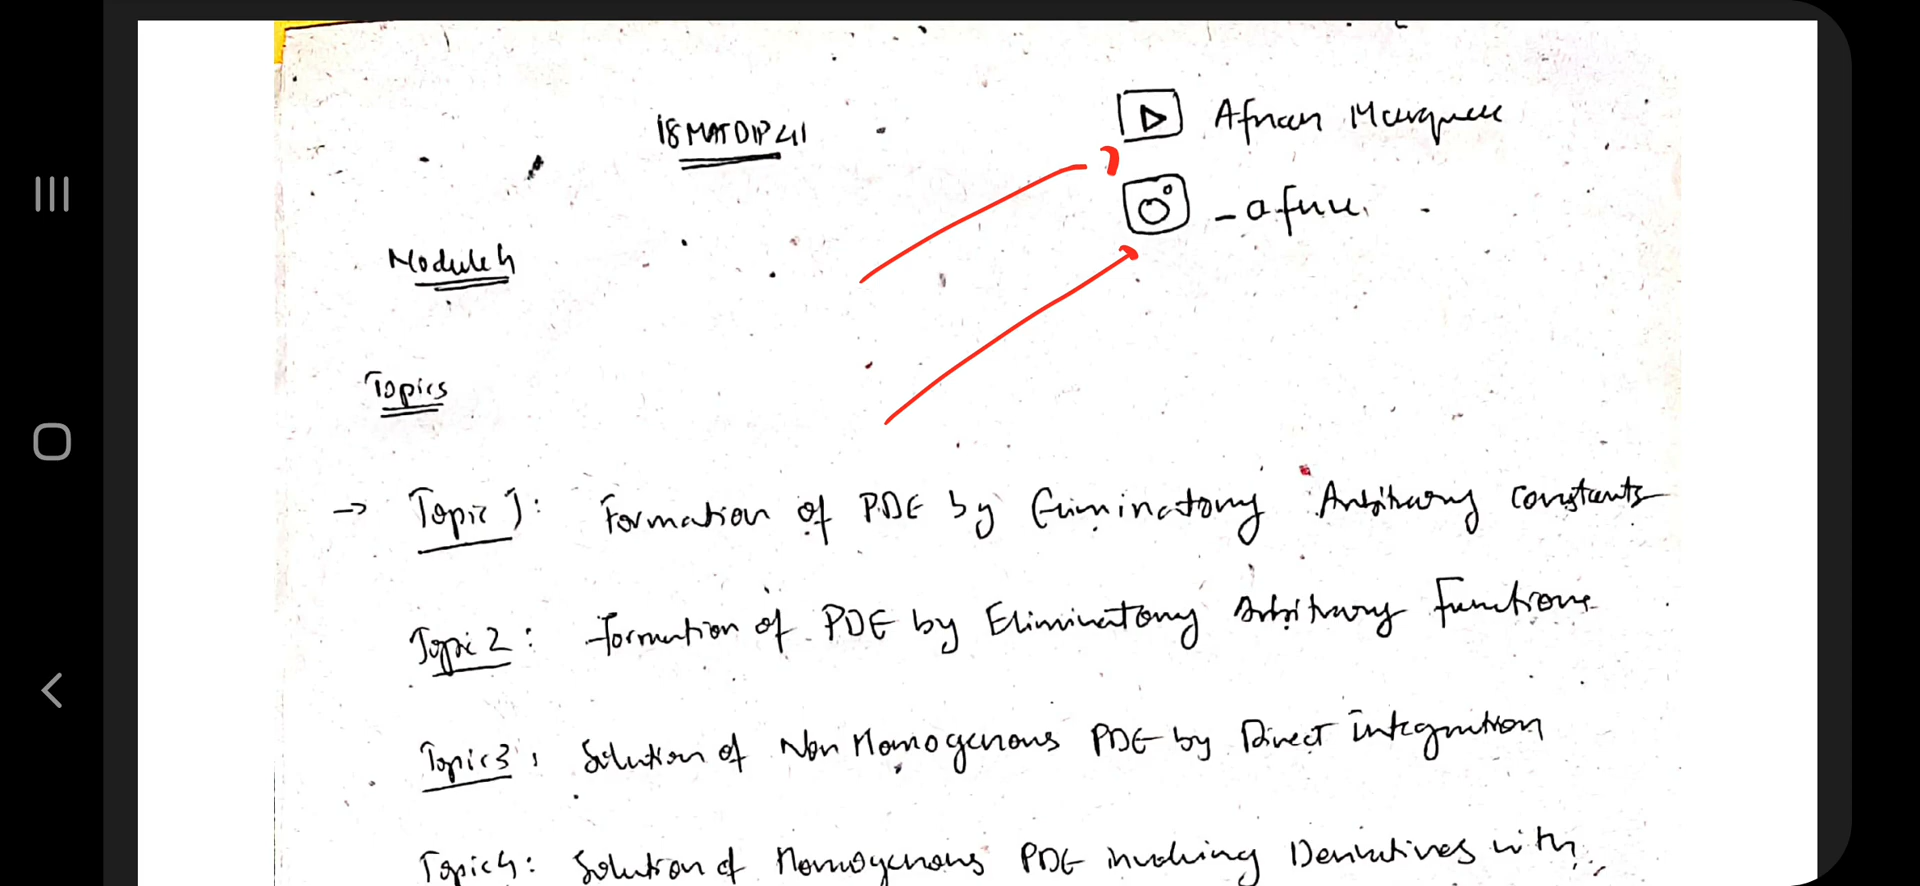 18MATDIP41
Afnan Marquee
_afnu.
Module 4
Topics
→ Topic 1: Formation of PDE by Eliminatory Arbitrary constants
Topic 2: Formation of PDE by Eliminatory Arbitrary Functions
Topic 3: Solution of Non Homogenous PDE by Direct integration
Topic 4: Solution of Homogenous PDE involving Derivatives with